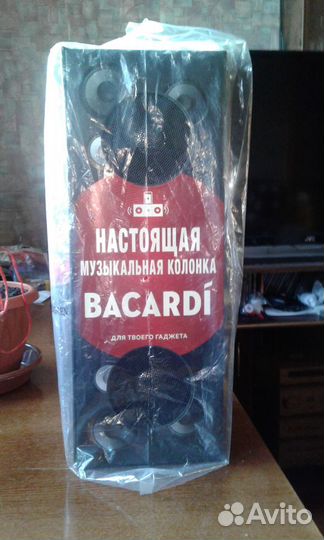 НАСТОЯЩАЯ
МУЗЫКАЛЬНАЯ КОЛОНКА
BACARDÍ
ДЛЯ ТВОЕГО ГАДЖЕТА
Avito